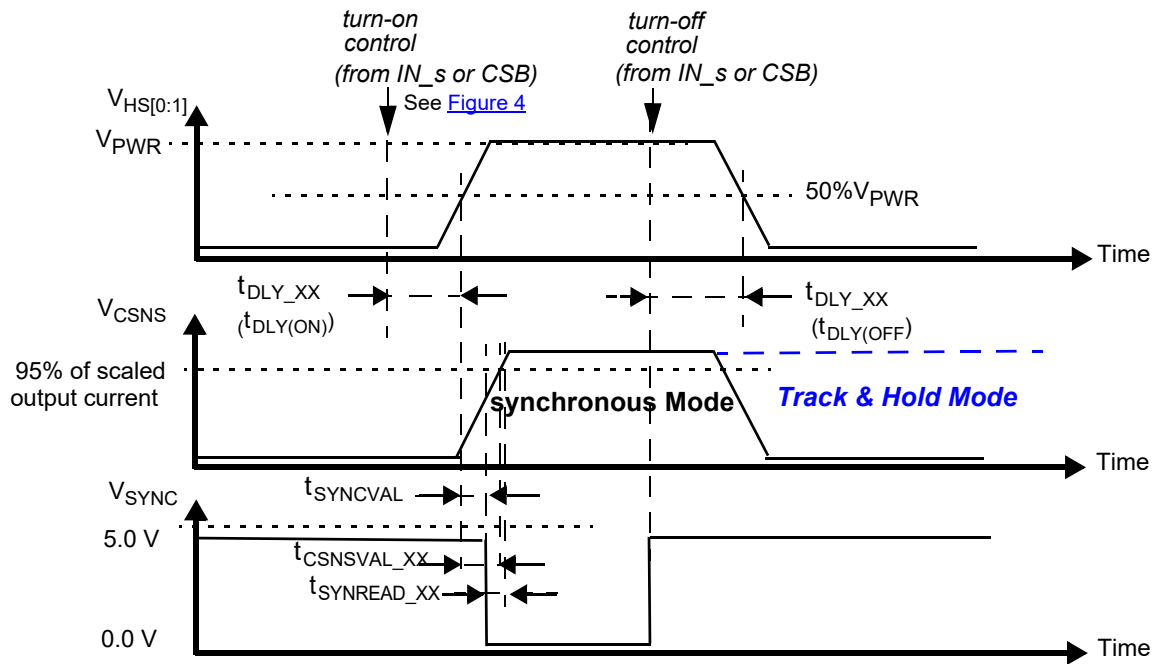 turn-on
control
(from IN_s or CSB)
See Figure 4
turn-off
control
(from IN_s or CSB)
VHS[0:1]
VPWR
50%VPWR
Time
tDLY_XX
(tDLY(ON))
tDLY_XX
(tDLY(OFF)
VCSNS
95% of scaled
output current
synchronous Mode
Track & Hold Mode
Time
VSYNC
tSYNCVAL
5.0 V
tCSNSVAL_XX
tSYNREAD_XX
0.0 V
Time